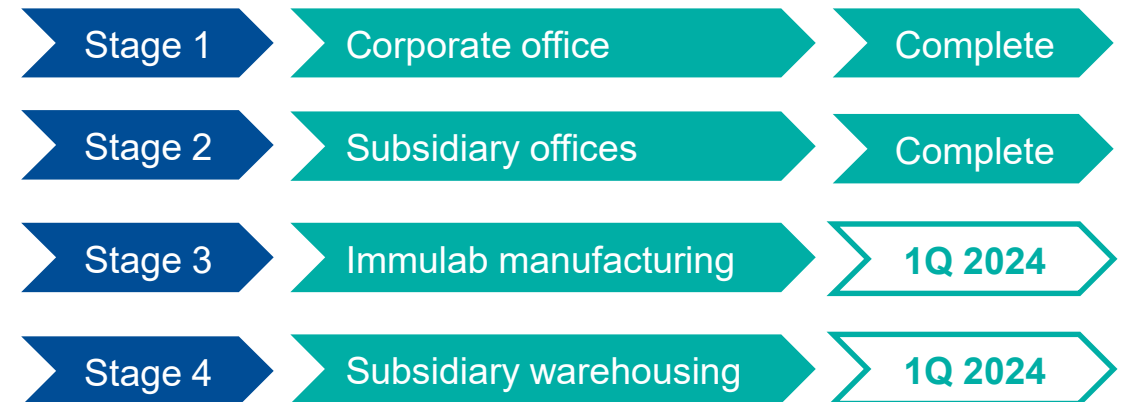 Stage 1 Corporate office Complete
Stage 2 Subsidiary offices Complete
Stage 3 Immulab manufacturing 1Q 2024
Stage 4 Subsidiary warehousing 1Q 2024